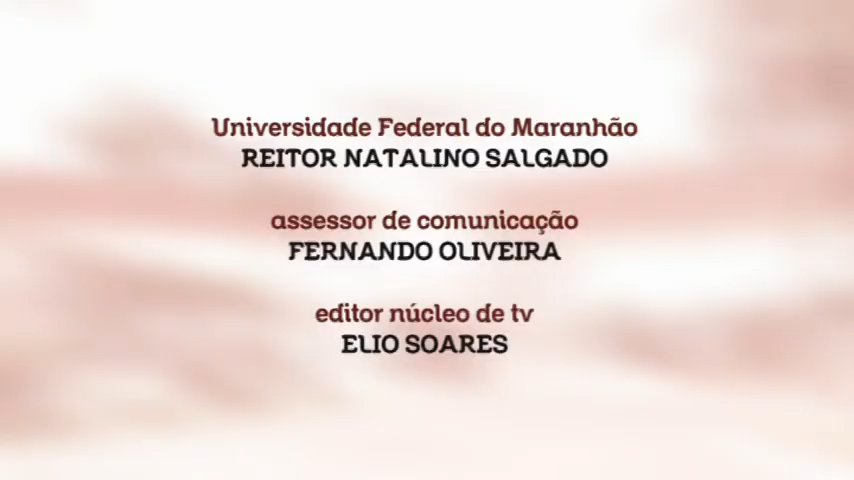 Universidade Federal do Maranhão
REITOR NATALINO SALGADO
assessor de comunicação
FERNANDO OLIVEIRA
editor núcleo de tv
ELIO SOARES